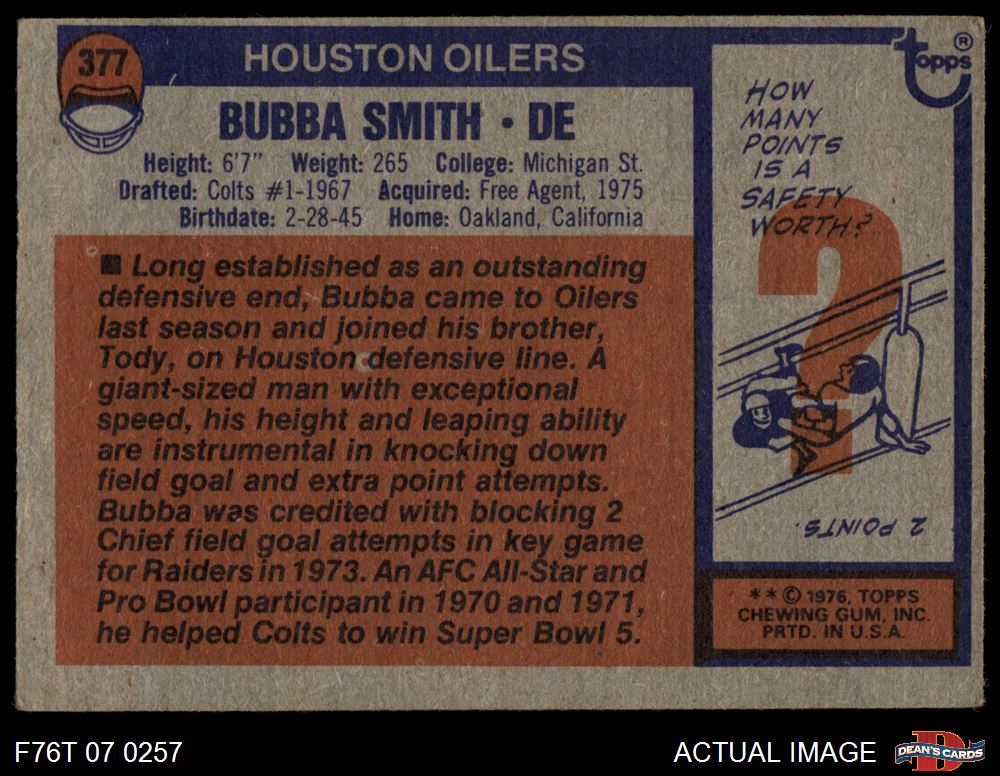 377
HOUSTON OILERS
BUBBA SMITH • DE
Height: 6'7" Weight: 265 College: Michigan St.
Drafted: Colts #1-1967 Acquired: Free Agent, 1975
Birthdate: 2-28-45 Home: Oakland, California
■ Long established as an outstanding
defensive end, Bubba came to Oilers
last season and joined his brother,
Tody, on Houston defensive line. A
giant-sized man with exceptional
speed, his height and leaping ability
are instrumental in knocking down
field goal and extra point attempts.
Bubba was credited with blocking 2
Chief field goal attempts in key game
for Raiders in 1973. An AFC All-Star and
Pro Bowl participant in 1970 and 1971,
he helped Colts to win Super Bowl 5.
topps ®
HOW
MANY
POINTS
IS A
SAFETY
WORTH?
?
2 POINTS.
**© 1976, TOPPS
CHEWING GUM, INC.
PRTD. IN U.S.A.
F76T 07 0257
ACTUAL IMAGE
D
DEAN'S CARDS